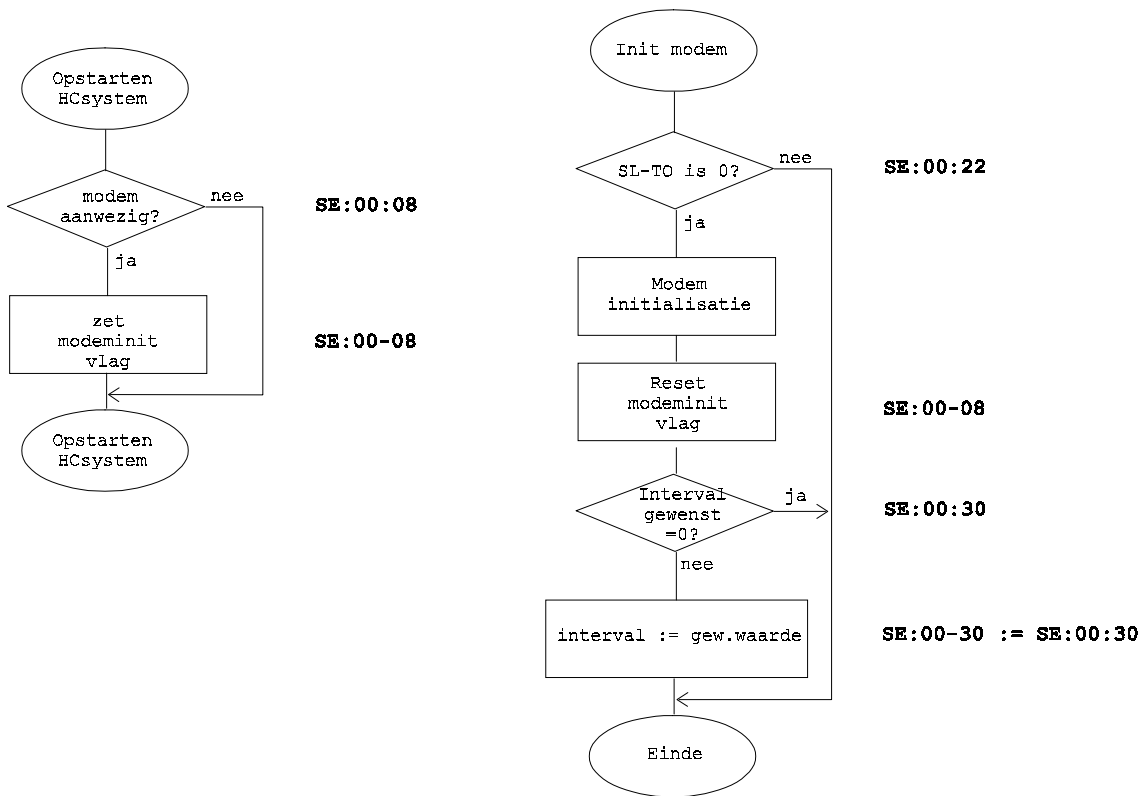 Opstarten
HCsystem
modem
aanwezig?
nee
SE:00:08
ja
zet
modeminit
vlag
SE:00-08
Opstarten
HCsystem
Init modem
SL-TO is 0?
nee
SE:00:22
ja
Modem
initialisatie
Reset
modeminit
vlag
SE:00-08
Interval
gewenst
=0?
ja
SE:00:30
nee
interval := gew.waarde
SE:00-30 := SE:00:30
Einde